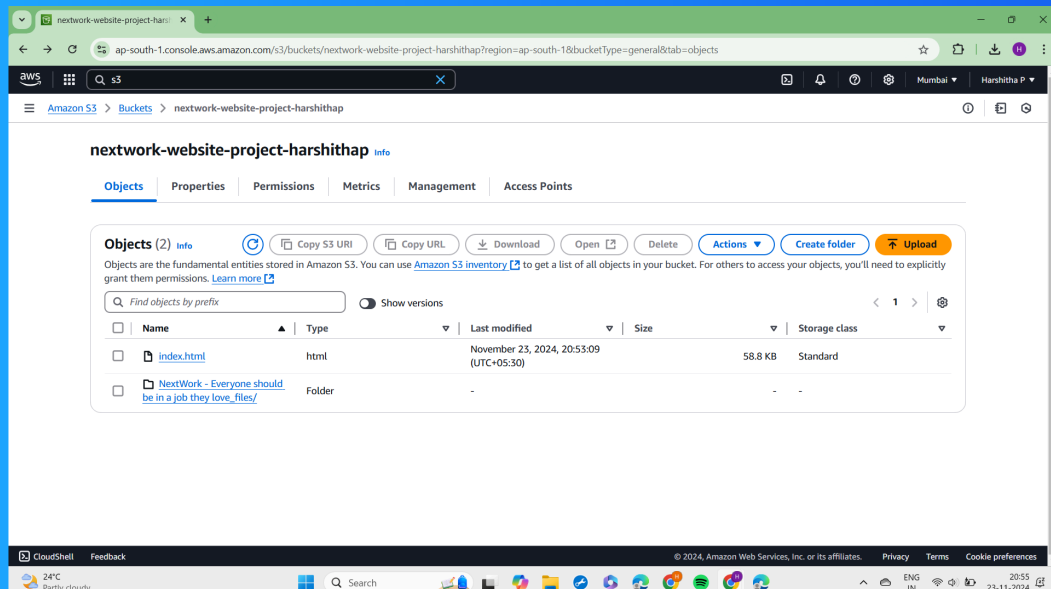 nextwork-website-project-harsl
ap-south-1.console.aws.amazon.com/s3/buckets/nextwork-website-project-harshithap?region=ap-south-1&bucketType=general&tab=objects
H
aws
s3
Mumbai
Harshitha P
Amazon S3
Buckets
nextwork-website-project-harshithap
nextwork-website-project-harshithap Info
Objects
Properties
Permissions
Metrics
Management
Access Points
Objects (2) Info
Copy S3 URI
Copy URL
Download
Open
Delete
Actions
Create folder
Upload
Objects are the fundamental entities stored in Amazon S3. You can use Amazon S3 inventory to get a list of all objects in your bucket. For others to access your objects, you'll need to explicitly
grant them permissions. Learn more
Find objects by prefix
Show versions
1
Name
Type
Last modified
Size
Storage class
index.html
html
November 23, 2024, 20:53:09
(UTC+05:30)
58.8 KB
Standard
NextWork - Everyone should
be in a job they love_files/
Folder
-
-
-
CloudShell
Feedback
© 2024, Amazon Web Services, Inc. or its affiliates.
Privacy
Terms
Cookie preferences
24°C
Partly cloudy
Search
H
H
ENG
IN
20:55
23-11-2024